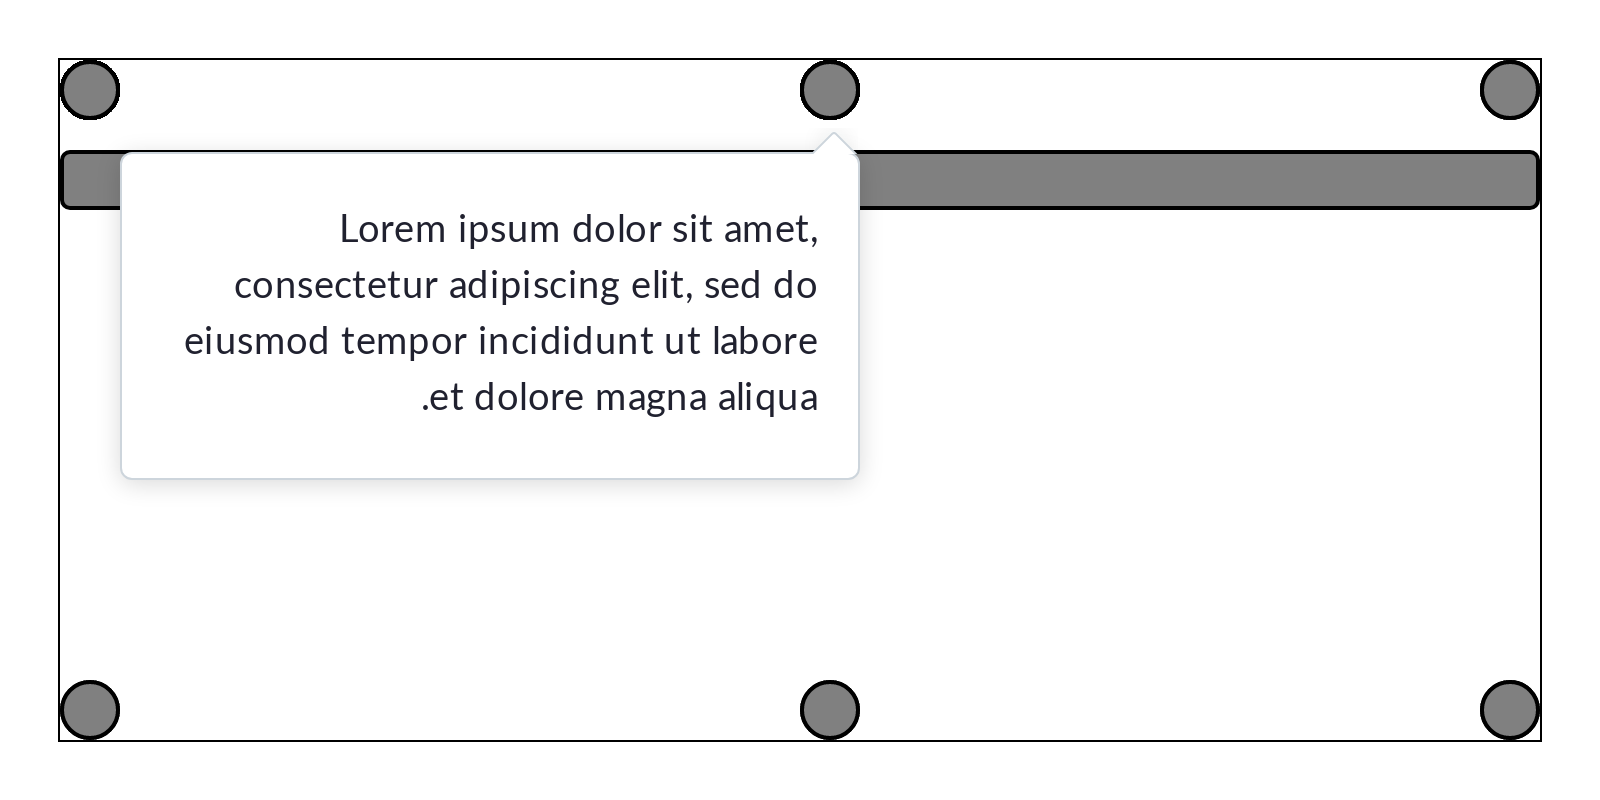 Lorem ipsum dolor sit amet,
consectetur adipiscing elit, sed do
eiusmod tempor incididunt ut labore
.et dolore magna aliqua